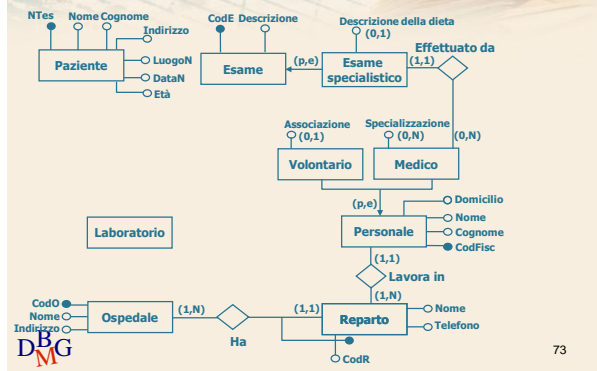 NTes Nome Cognome
Indirizzo
Paziente
LuogoN
DataN
Età
CodE Descrizione
Esame
(p,e)
Descrizione della dieta
(0,1)
Esame
specialistico
(1,1)
Effettuato da
(0,N)
Associazione
(0,1)
Volontario
Specializzazione
(0,N)
Medico
(p,e)
Domicilio
Nome
Cognome
CodFisc
Personale
Laboratorio
(1,1)
Lavora in
(1,N)
CodO
Nome
Indirizzo
Ospedale
(1,N)
Ha
(1,1)
Reparto
Nome
Telefono
CodR
DBMG
73